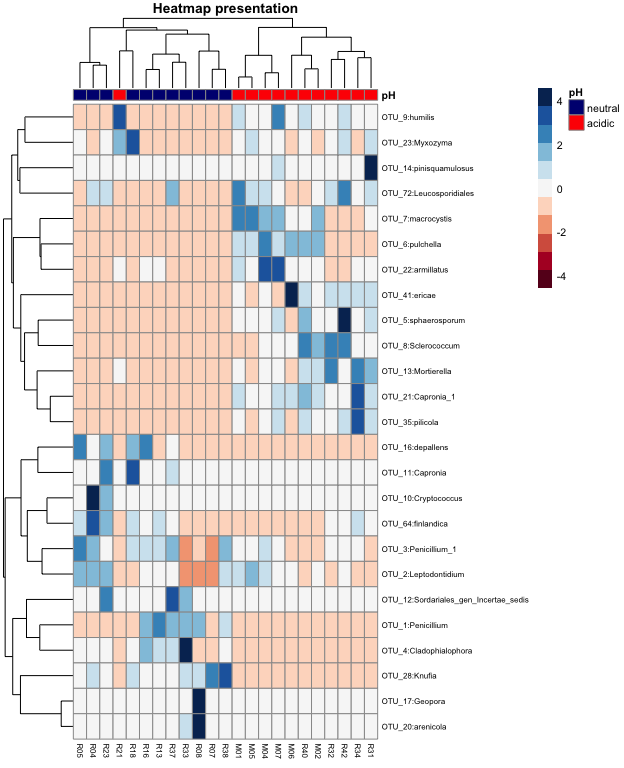 Heatmap presentation
pH
OTU_9:humilis
OTU_23:Myxozyma
OTU_14:pinisquamulosus
OTU_72:Leucosporidiales
OTU_7:macrocystis
OTU_6:pulchella
OTU_22:armillatus
OTU_41:ericae
OTU_5:sphaerosporum
OTU_8:Sclerococcum
OTU_13:Mortierella
OTU_21:Capronia_1
OTU_35:pilicola
OTU_16:depallens
OTU_11:Capronia
OTU_10:Cryptococcus
OTU_64:finlandica
OTU_3:Penicillium_1
OTU_2:Leptodontidium
OTU_12:Sordariales_gen_Incertae_sedis
OTU_1:Penicillium
OTU_4:Cladophialophora
OTU_28:Knufia
OTU_17:Geopora
OTU_20:arenicola
R05 R04 R23 R21 R18 R16 R13 R37 R33 R08 R07 R38 M01 M05 M04 M07 M06 R40 M02 R32 R42 R34 R31
4
2
0
-2
-4
pH
neutral
acidic